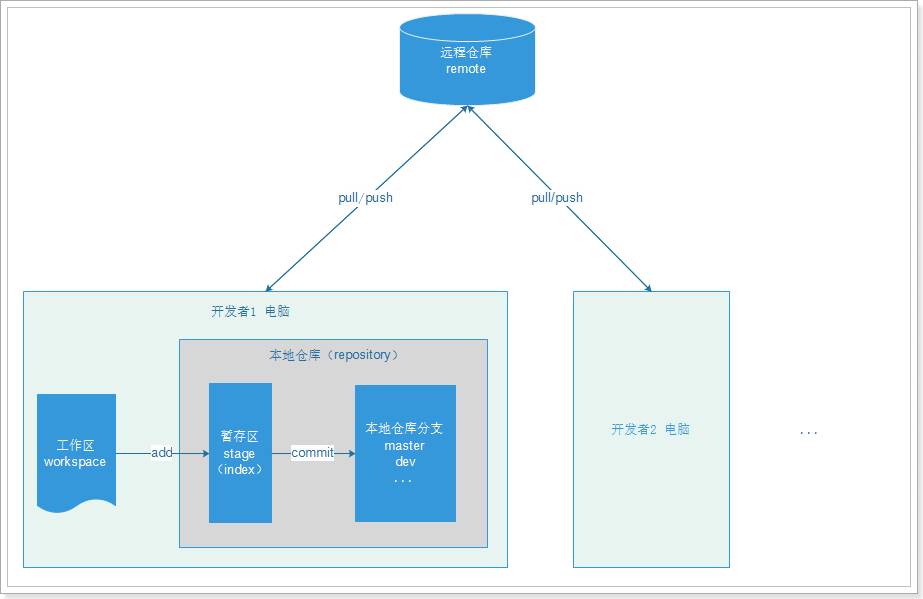 远程仓库
remote
pull/push
pull/push
开发者1 电脑
本地仓库（repository）
工作区
workspace
add
暂存区
stage
（index）
commit
本地仓库分支
master
dev
...
开发者2 电脑
...